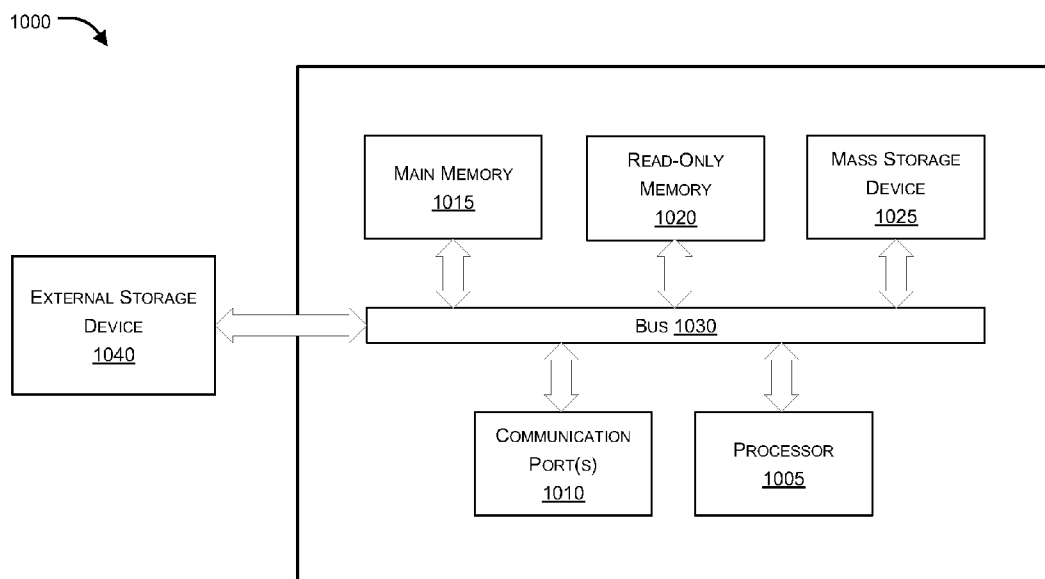 1000
MAIN MEMORY
1015
READ-ONLY
MEMORY
1020
MASS STORAGE
DEVICE
1025
EXTERNAL STORAGE
DEVICE
1040
BUS 1030
COMMUNICATION
PORT(S)
1010
PROCESSOR
1005